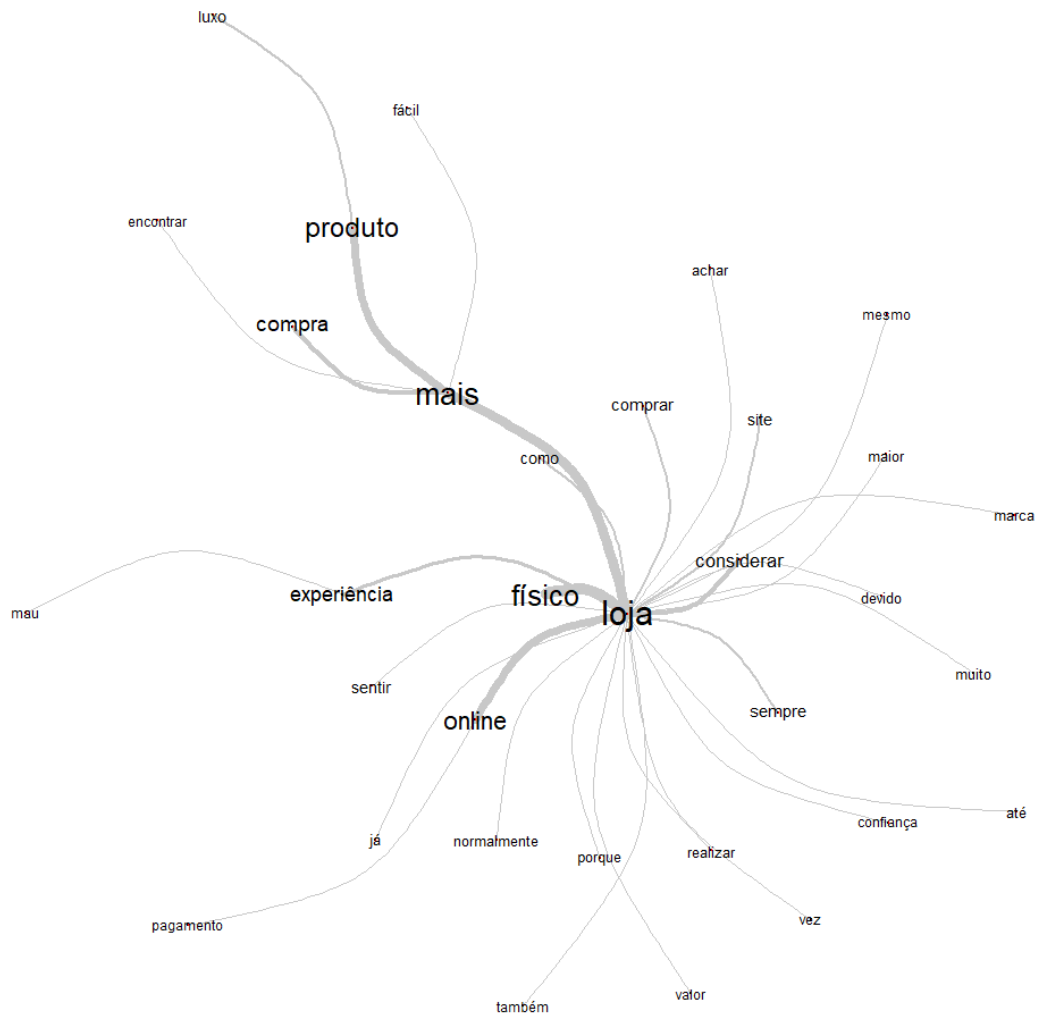 luxo
fácil
encontrar
produto
achar
mesmo
compra
mais
comprar
site
como
maior
marca
considerar
experiência
físico
loja
devido
mau
sentir
muito
online
sempre
já
normalmente
porque
realizar
confiança
até
pagamento
vez
também
valor